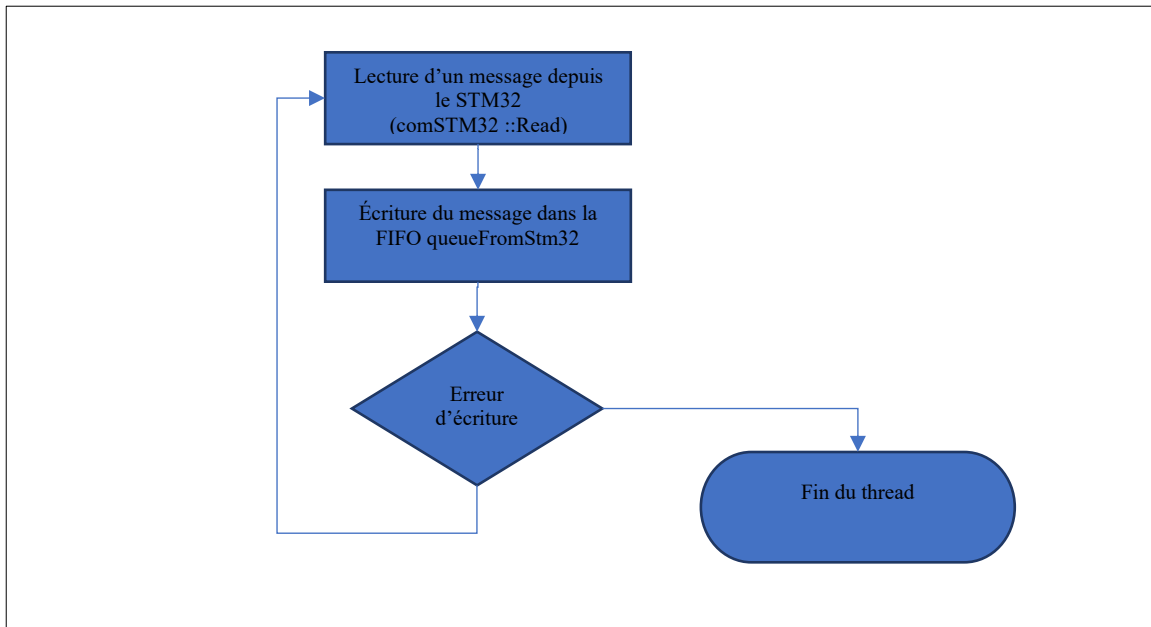 Lecture d’un message depuis
le STM32
(comSTM32 ::Read)
Écriture du message dans la
FIFO queueFromStm32
Erreur
d’écriture
Fin du thread